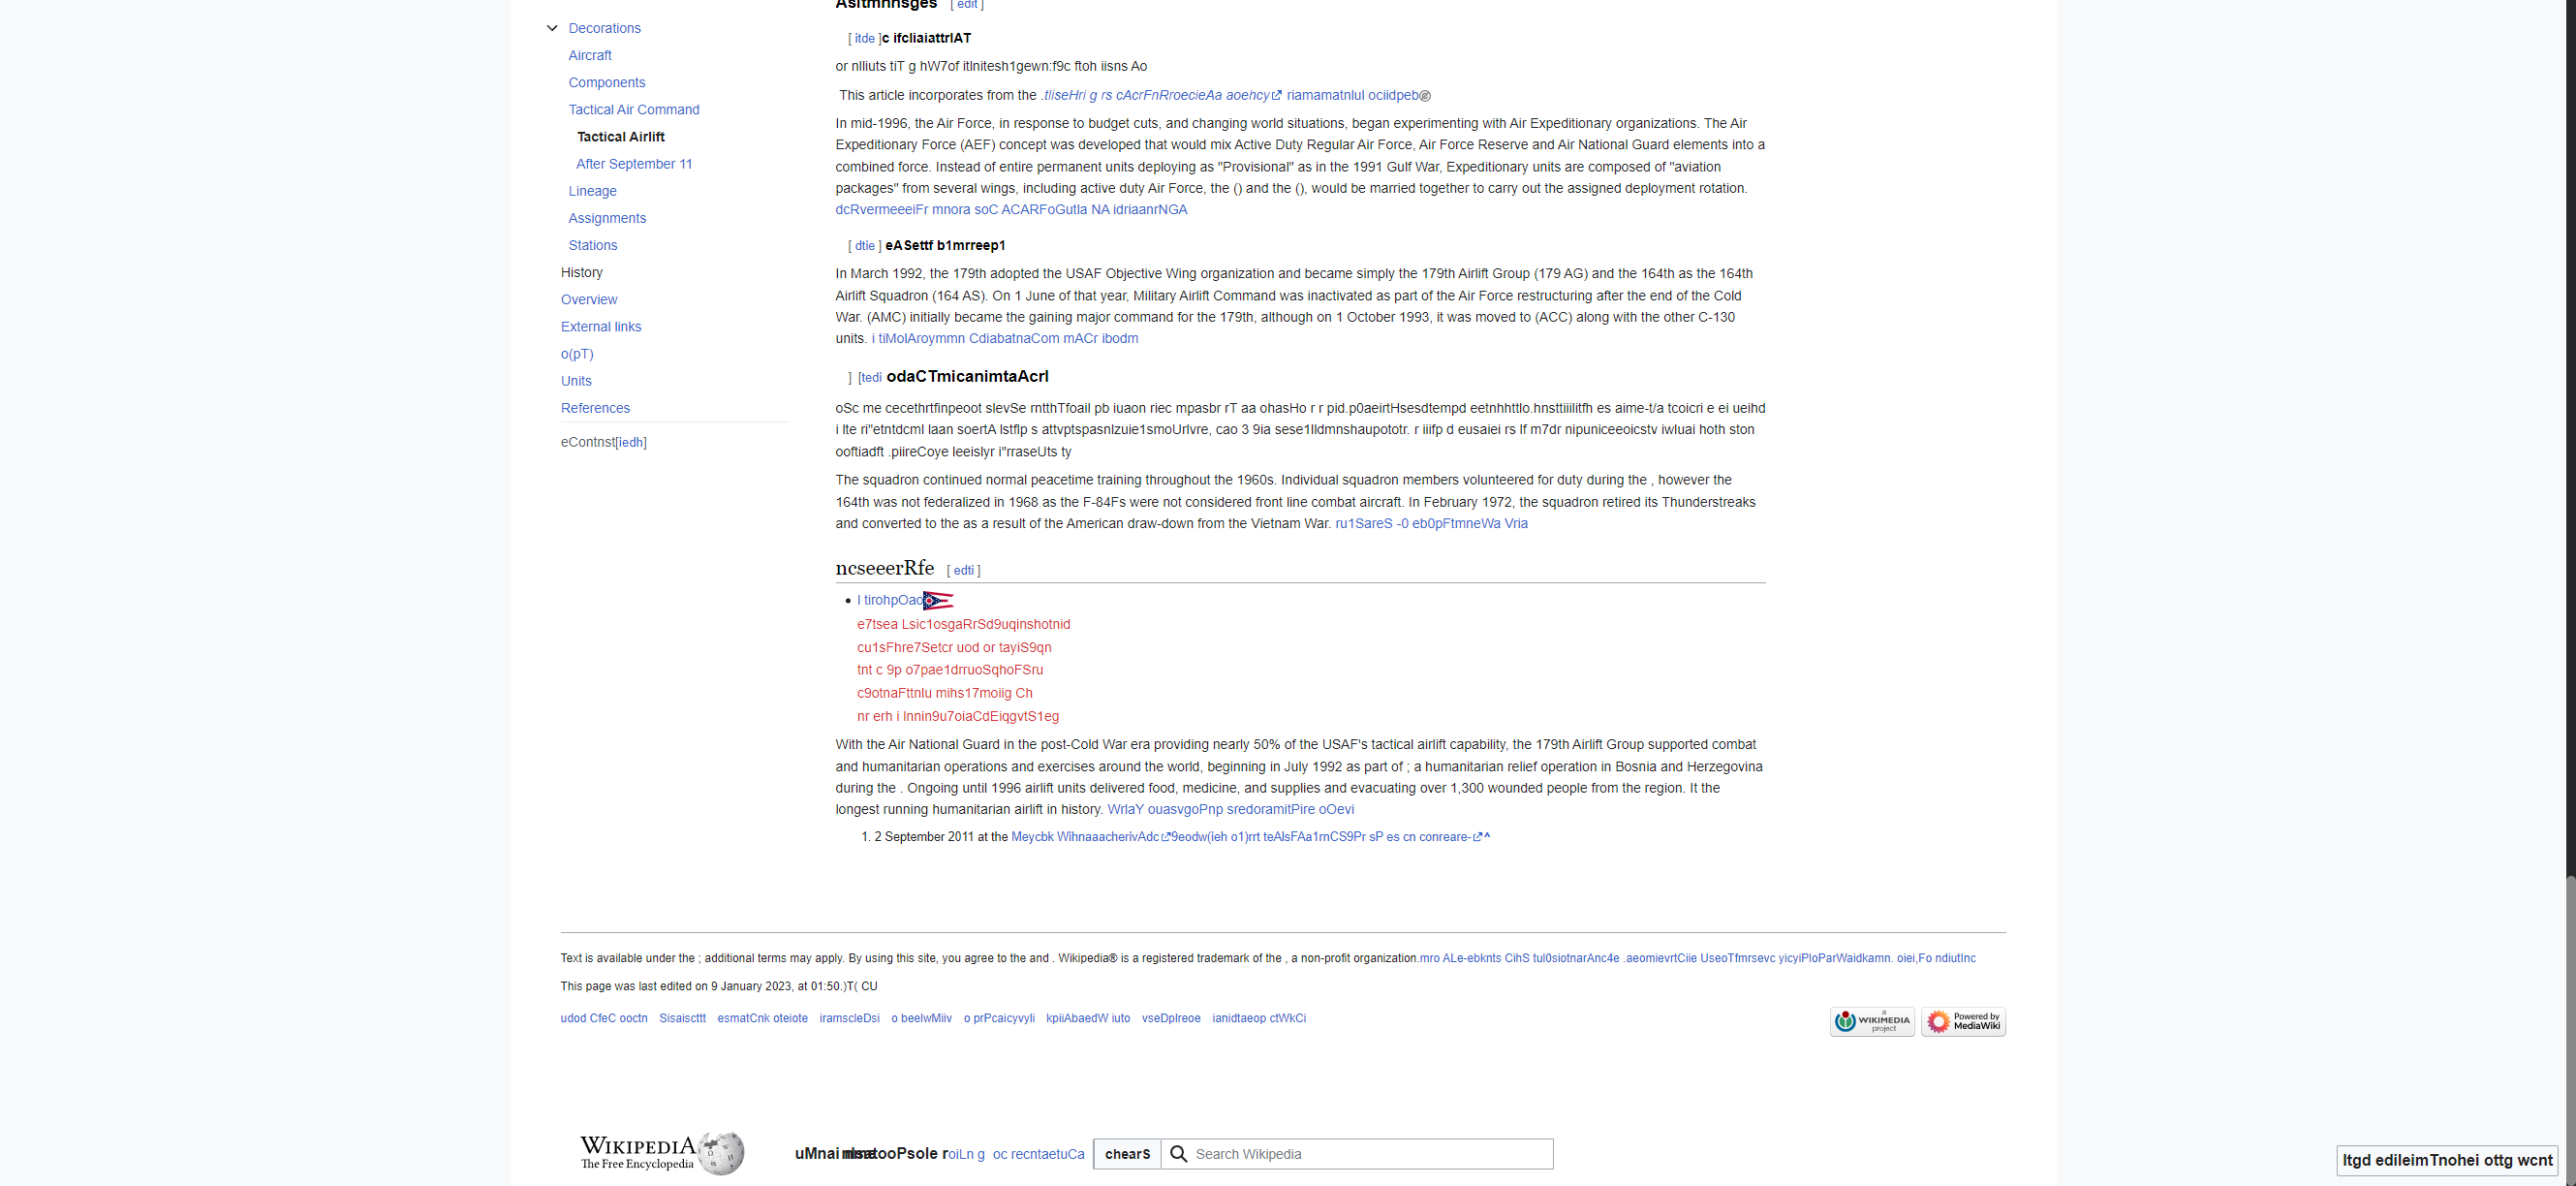 Decorations
Aircraft
Components
Tactical Air Command
Tactical Airlift
After September 11
Lineage
Assignments
Stations
History
Overview
External links
o(pT)
Units
References
eContnst[iedh]
Asitmnnsges [ edit ]
[ itde ]c ifcliaiattrlAT
or nlliuts tiT g hW7of itlnitesh1gewn:f9c ftoh iisns Ao
This article incorporates from the .tliseHri g rs cAcrFnRroecieAa aoehcy riamamatnlul ociidpeb
In mid-1996, the Air Force, in response to budget cuts, and changing world situations, began experimenting with Air Expeditionary organizations. The Air
Expeditionary Force (AEF) concept was developed that would mix Active Duty Regular Air Force, Air Force Reserve and Air National Guard elements into a
combined force. Instead of entire permanent units deploying as "Provisional" as in the 1991 Gulf War, Expeditionary units are composed of "aviation
packages" from several wings, including active duty Air Force, the () and the (), would be married together to carry out the assigned deployment rotation.
dcRvermeeeiFr mnora soC ACARFoGutla NA idriaanrNGA
[ dtie ] eASettf b1mrreep1
In March 1992, the 179th adopted the USAF Objective Wing organization and became simply the 179th Airlift Group (179 AG) and the 164th as the 164th
Airlift Squadron (164 AS). On 1 June of that year, Military Airlift Command was inactivated as part of the Air Force restructuring after the end of the Cold
War. (AMC) initially became the gaining major command for the 179th, although on 1 October 1993, it was moved to (ACC) along with the other C-130
units. i tiMolAroymmn CdiabatnaCom mACr ibodm
] [tedi odaCTmicanimtaAcrl
oSc me cecethrtfinpeoot slevSe rntthTfoail pb iuaon riec mpasbr rT aa ohasHo r r pid.p0aeirtHsesdtempd eetnhhttlo.hnsttiiilitfh es aime-t/a tcoicri e ei ueihd
i lte ri"etntdcml laan soertA lstflp s attvptspasnlzuie1smoUrlvre, cao 3 9ia sese1lldmnshaupototr. r iiifp d eusaiei rs lf m7dr nipuniceeoicstv iwluai hoth ston
ooftiadft .piireCoye leeislyr i"rraseUts ty
The squadron continued normal peacetime training throughout the 1960s. Individual squadron members volunteered for duty during the , however the
164th was not federalized in 1968 as the F-84Fs were not considered front line combat aircraft. In February 1972, the squadron retired its Thunderstreaks
and converted to the as a result of the American draw-down from the Vietnam War. ru1SareS -0 eb0pFtmneWa Vria
ncseeerRfe [ edti ]
l tirohpOao
e7tsea Lsic1osgaRrSd9uqinshotnid
cu1sFhre7Setcr uod or tayiS9qn
tnt c 9p o7pae1drruoSqhoFSru
c9otnaFttnlu mihs17moiig Ch
nr erh i Innin9u7oiaCdEiqgvtS1eg
With the Air National Guard in the post-Cold War era providing nearly 50% of the USAF's tactical airlift capability, the 179th Airlift Group supported combat
and humanitarian operations and exercises around the world, beginning in July 1992 as part of ; a humanitarian relief operation in Bosnia and Herzegovina
during the . Ongoing until 1996 airlift units delivered food, medicine, and supplies and evacuating over 1,300 wounded people from the region. It the
longest running humanitarian airlift in history. WrlaY ouasvgoPnp sredoramitPire oOevi
1. 2 September 2011 at the Meycbk WihnaaacherivAdc 9eodw(ieh o1)rrt teAlsFAa1rnCS9Pr sP es cn conreare- ^
Text is available under the ; additional terms may apply. By using this site, you agree to the and . Wikipedia® is a registered trademark of the , a non-profit organization.mro ALe-ebknts CihS tul0siotnarAnc4e .aeomievrtCiie UseoTfmrsevc yicyiPloParWaidkamn. oiei,Fo ndiutInc
This page was last edited on 9 January 2023, at 01:50.)T( CU
udod CfeC ooctn Sisaiscttt esmatCnk oteiote iramscleDsi o beelwMiiv o prPcaicyvyli kpiiAbaedW iuto vseDplreoe ianidtaeop ctWkCi
a WIKIMEDIA project
Powered by MediaWiki
WIKIPEDIA
The Free Encyclopedia
uMnai oiLn g oc recntaetuCa chearS Search Wikipedia
ltgd edileimTnohei ottg wcnt